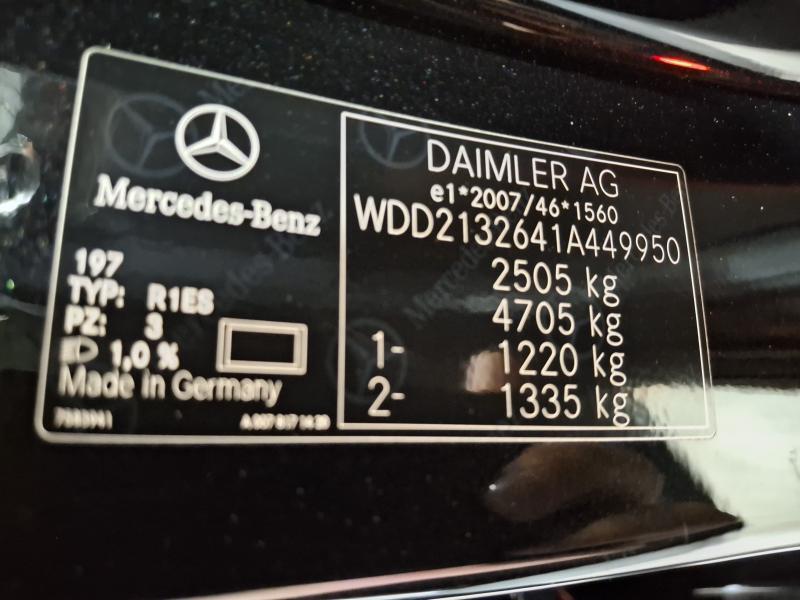 Mercedes-Benz
197
TYP: R1ES
PZ: 3
1,0 %
Made in Germany
DAIMLER AG
e1*2007/46*1560
WDD2132641A449950
2505 kg
4705 kg
1- 1220 kg
2- 1335 kg